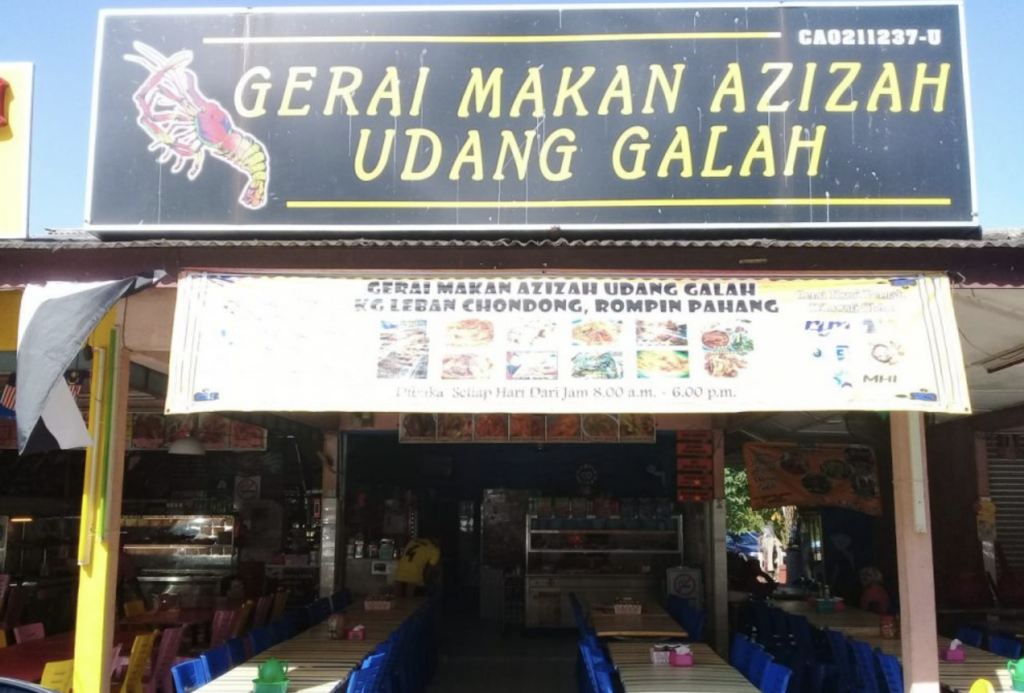 CA0211237-U
GERAI MAKAN AZIZAH
UDANG GALAH
GERAI MAKAN AZIZAH UDANG GALAH
KG LEBAN CHONDONG, ROMPIN PAHANG
Dibuka Setiap Hari Dari Jam 8.00 a.m. - 6.00 p.m.
MHI